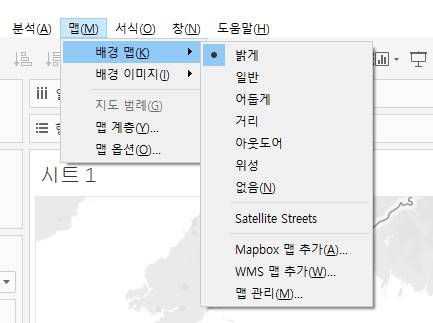 분석(A) 맵(M) 서식(O) 창(N) 도움말(H)
배경 맵(K)
배경 이미지(I)
지도 범례(G)
맵 계층(Y)...
맵 옵션(O)...
밝게
일반
어둡게
거리
아웃도어
위성
없음(N)
Satellite Streets
Mapbox 맵 추가(A)...
WMS 맵 추가(W)...
맵 관리(M)...
시트 1